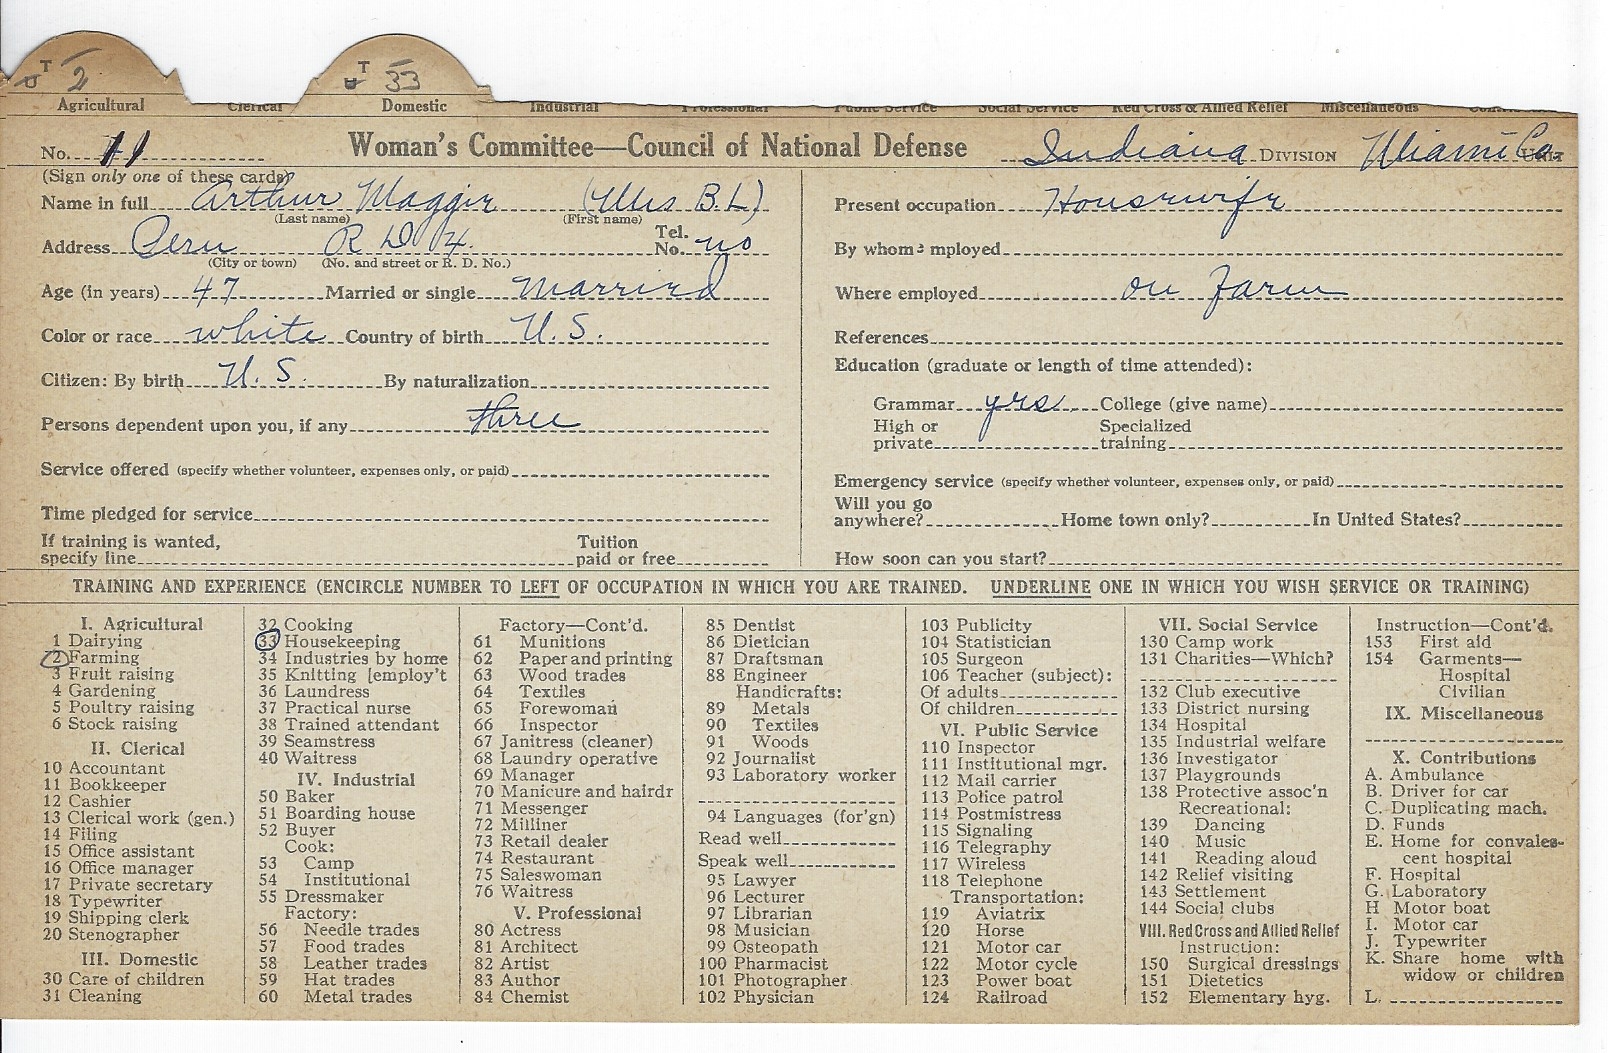 T 2 T 33
Agricultural Clerical Domestic Industrial Professional Public Service Social Service Red Cross & Allied Relief Miscellaneous
No. 11 Woman's Committee—Council of National Defense Indiana DIVISION Miami Co. UNIT
(Sign only one of these cards)
Name in full Arthur Maggie (Mrs B.L)
(Last name) (First name)
Address Peru R D 4. Tel. No. no
(City or town) (No. and street or R. D. No.)
Age (in years) 47 Married or single married
Color or race white Country of birth U.S.
Citizen: By birth U.S. By naturalization
Persons dependent upon you, if any three
Service offered (specify whether volunteer, expenses only, or paid)
Time pledged for service
If training is wanted, specify line Tuition paid or free
Present occupation Housewife
By whom employed
Where employed on farm
References
Education (graduate or length of time attended):
Grammar yes College (give name)
High or private Specialized training
Emergency service (specify whether volunteer, expenses only, or paid)
Will you go anywhere? Home town only? In United States?
How soon can you start?
TRAINING AND EXPERIENCE (ENCIRCLE NUMBER TO LEFT OF OCCUPATION IN WHICH YOU ARE TRAINED. UNDERLINE ONE IN WHICH YOU WISH SERVICE OR TRAINING)
I. Agricultural
1 Dairying
2 Farming
3 Fruit raising
4 Gardening
5 Poultry raising
6 Stock raising
II. Clerical
10 Accountant
11 Bookkeeper
12 Cashier
13 Clerical work (gen.)
14 Filing
15 Office assistant
16 Office manager
17 Private secretary
18 Typewriter
19 Shipping clerk
20 Stenographer
III. Domestic
30 Care of children
31 Cleaning
32 Cooking
33 Housekeeping
34 Industries by home
35 Knitting [employ't
36 Laundress
37 Practical nurse
38 Trained attendant
39 Seamstress
40 Waitress
IV. Industrial
50 Baker
51 Boarding house
52 Buyer
Cook:
53 Camp
54 Institutional
55 Dressmaker
Factory:
56 Needle trades
57 Food trades
58 Leather trades
59 Hat trades
60 Metal trades
Factory—Cont'd.
61 Munitions
62 Paper and printing
63 Wood trades
64 Textiles
65 Forewoman
66 Inspector
67 Janitress (cleaner)
68 Laundry operative
69 Manager
70 Manicure and hairdr
71 Messenger
72 Milliner
73 Retail dealer
74 Restaurant
75 Saleswoman
76 Waitress
V. Professional
80 Actress
81 Architect
82 Artist
83 Author
84 Chemist
85 Dentist
86 Dietician
87 Draftsman
88 Engineer
Handicrafts:
89 Metals
90 Textiles
91 Woods
92 Journalist
93 Laboratory worker
94 Languages (for'gn)
Read well
Speak well
95 Lawyer
96 Lecturer
97 Librarian
98 Musician
99 Osteopath
100 Pharmacist
101 Photographer
102 Physician
103 Publicity
104 Statistician
105 Surgeon
106 Teacher (subject):
Of adults
Of children
VI. Public Service
110 Inspector
111 Institutional mgr.
112 Mail carrier
113 Police patrol
114 Postmistress
115 Signaling
116 Telegraphy
117 Wireless
118 Telephone
Transportation:
119 Aviatrix
120 Horse
121 Motor car
122 Motor cycle
123 Power boat
124 Railroad
VII. Social Service
130 Camp work
131 Charities—Which?
132 Club executive
133 District nursing
134 Hospital
135 Industrial welfare
136 Investigator
137 Playgrounds
138 Protective assoc'n
Recreational:
139 Dancing
140 Music
141 Reading aloud
142 Relief visiting
143 Settlement
144 Social clubs
VIII. Red Cross and Allied Relief
Instruction:
150 Surgical dressings
151 Dietetics
152 Elementary hyg.
Instruction—Cont'd.
153 First aid
154 Garments—
Hospital
Civilian
IX. Miscellaneous
X. Contributions
A. Ambulance
B. Driver for car
C. Duplicating mach.
D. Funds
E. Home for convales-
cent hospital
F. Hospital
G. Laboratory
H Motor boat
I. Motor car
J. Typewriter
K. Share home with
widow or children
L.